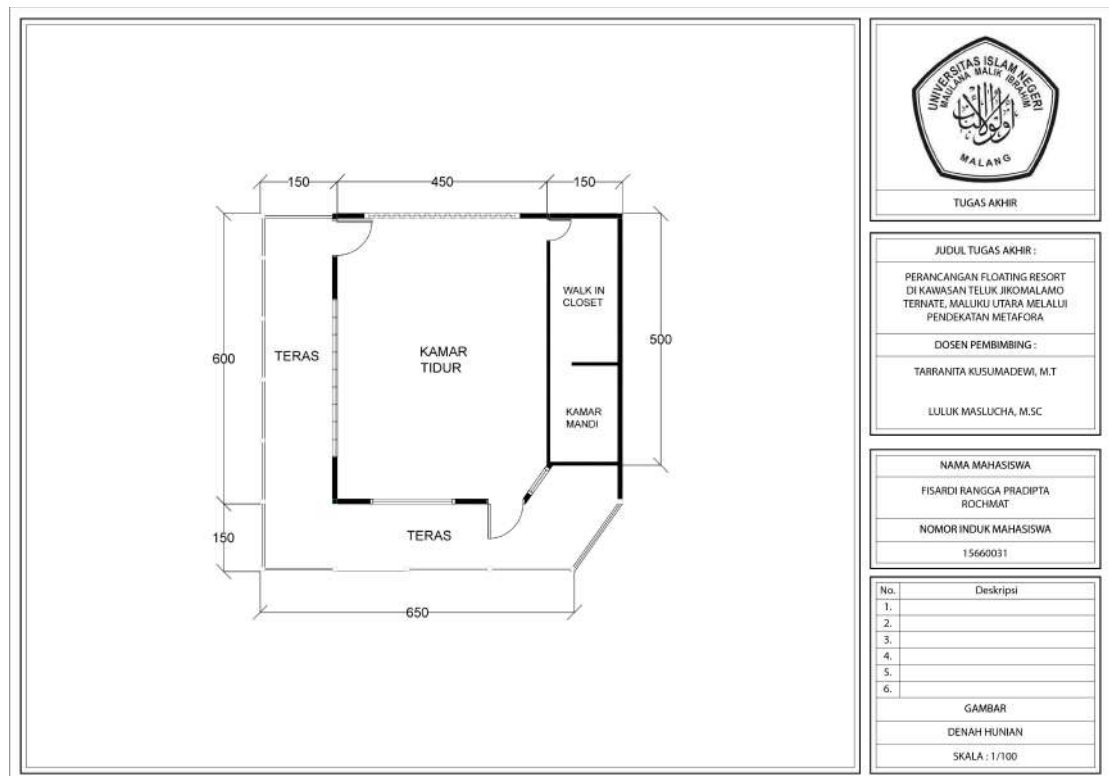 150
450
150
600
500
150
650
WALK IN
CLOSET
TERAS
KAMAR
TIDUR
KAMAR
MANDI
TERAS
UNIVERSITAS ISLAM NEGERI
MAULANA MALIK IBRAHIM
MALANG
TUGAS AKHIR
JUDUL TUGAS AKHIR :
PERANCANGAN FLOATING RESORT
DI KAWASAN TELUK JIKOMALAMO
TERNATE, MALUKU UTARA MELALUI
PENDEKATAN METAFORA
DOSEN PEMBIMBING :
TARRANITA KUSUMADEWI, M.T
LULUK MASLUCHA, M.SC
NAMA MAHASISWA
FISARDI RANGGA PRADIPTA
ROCHMAT
NOMOR INDUK MAHASISWA
15660031
No. Deskripsi
1.
2.
3.
4.
5.
6.
GAMBAR
DENAH HUNIAN
SKALA : 1/100